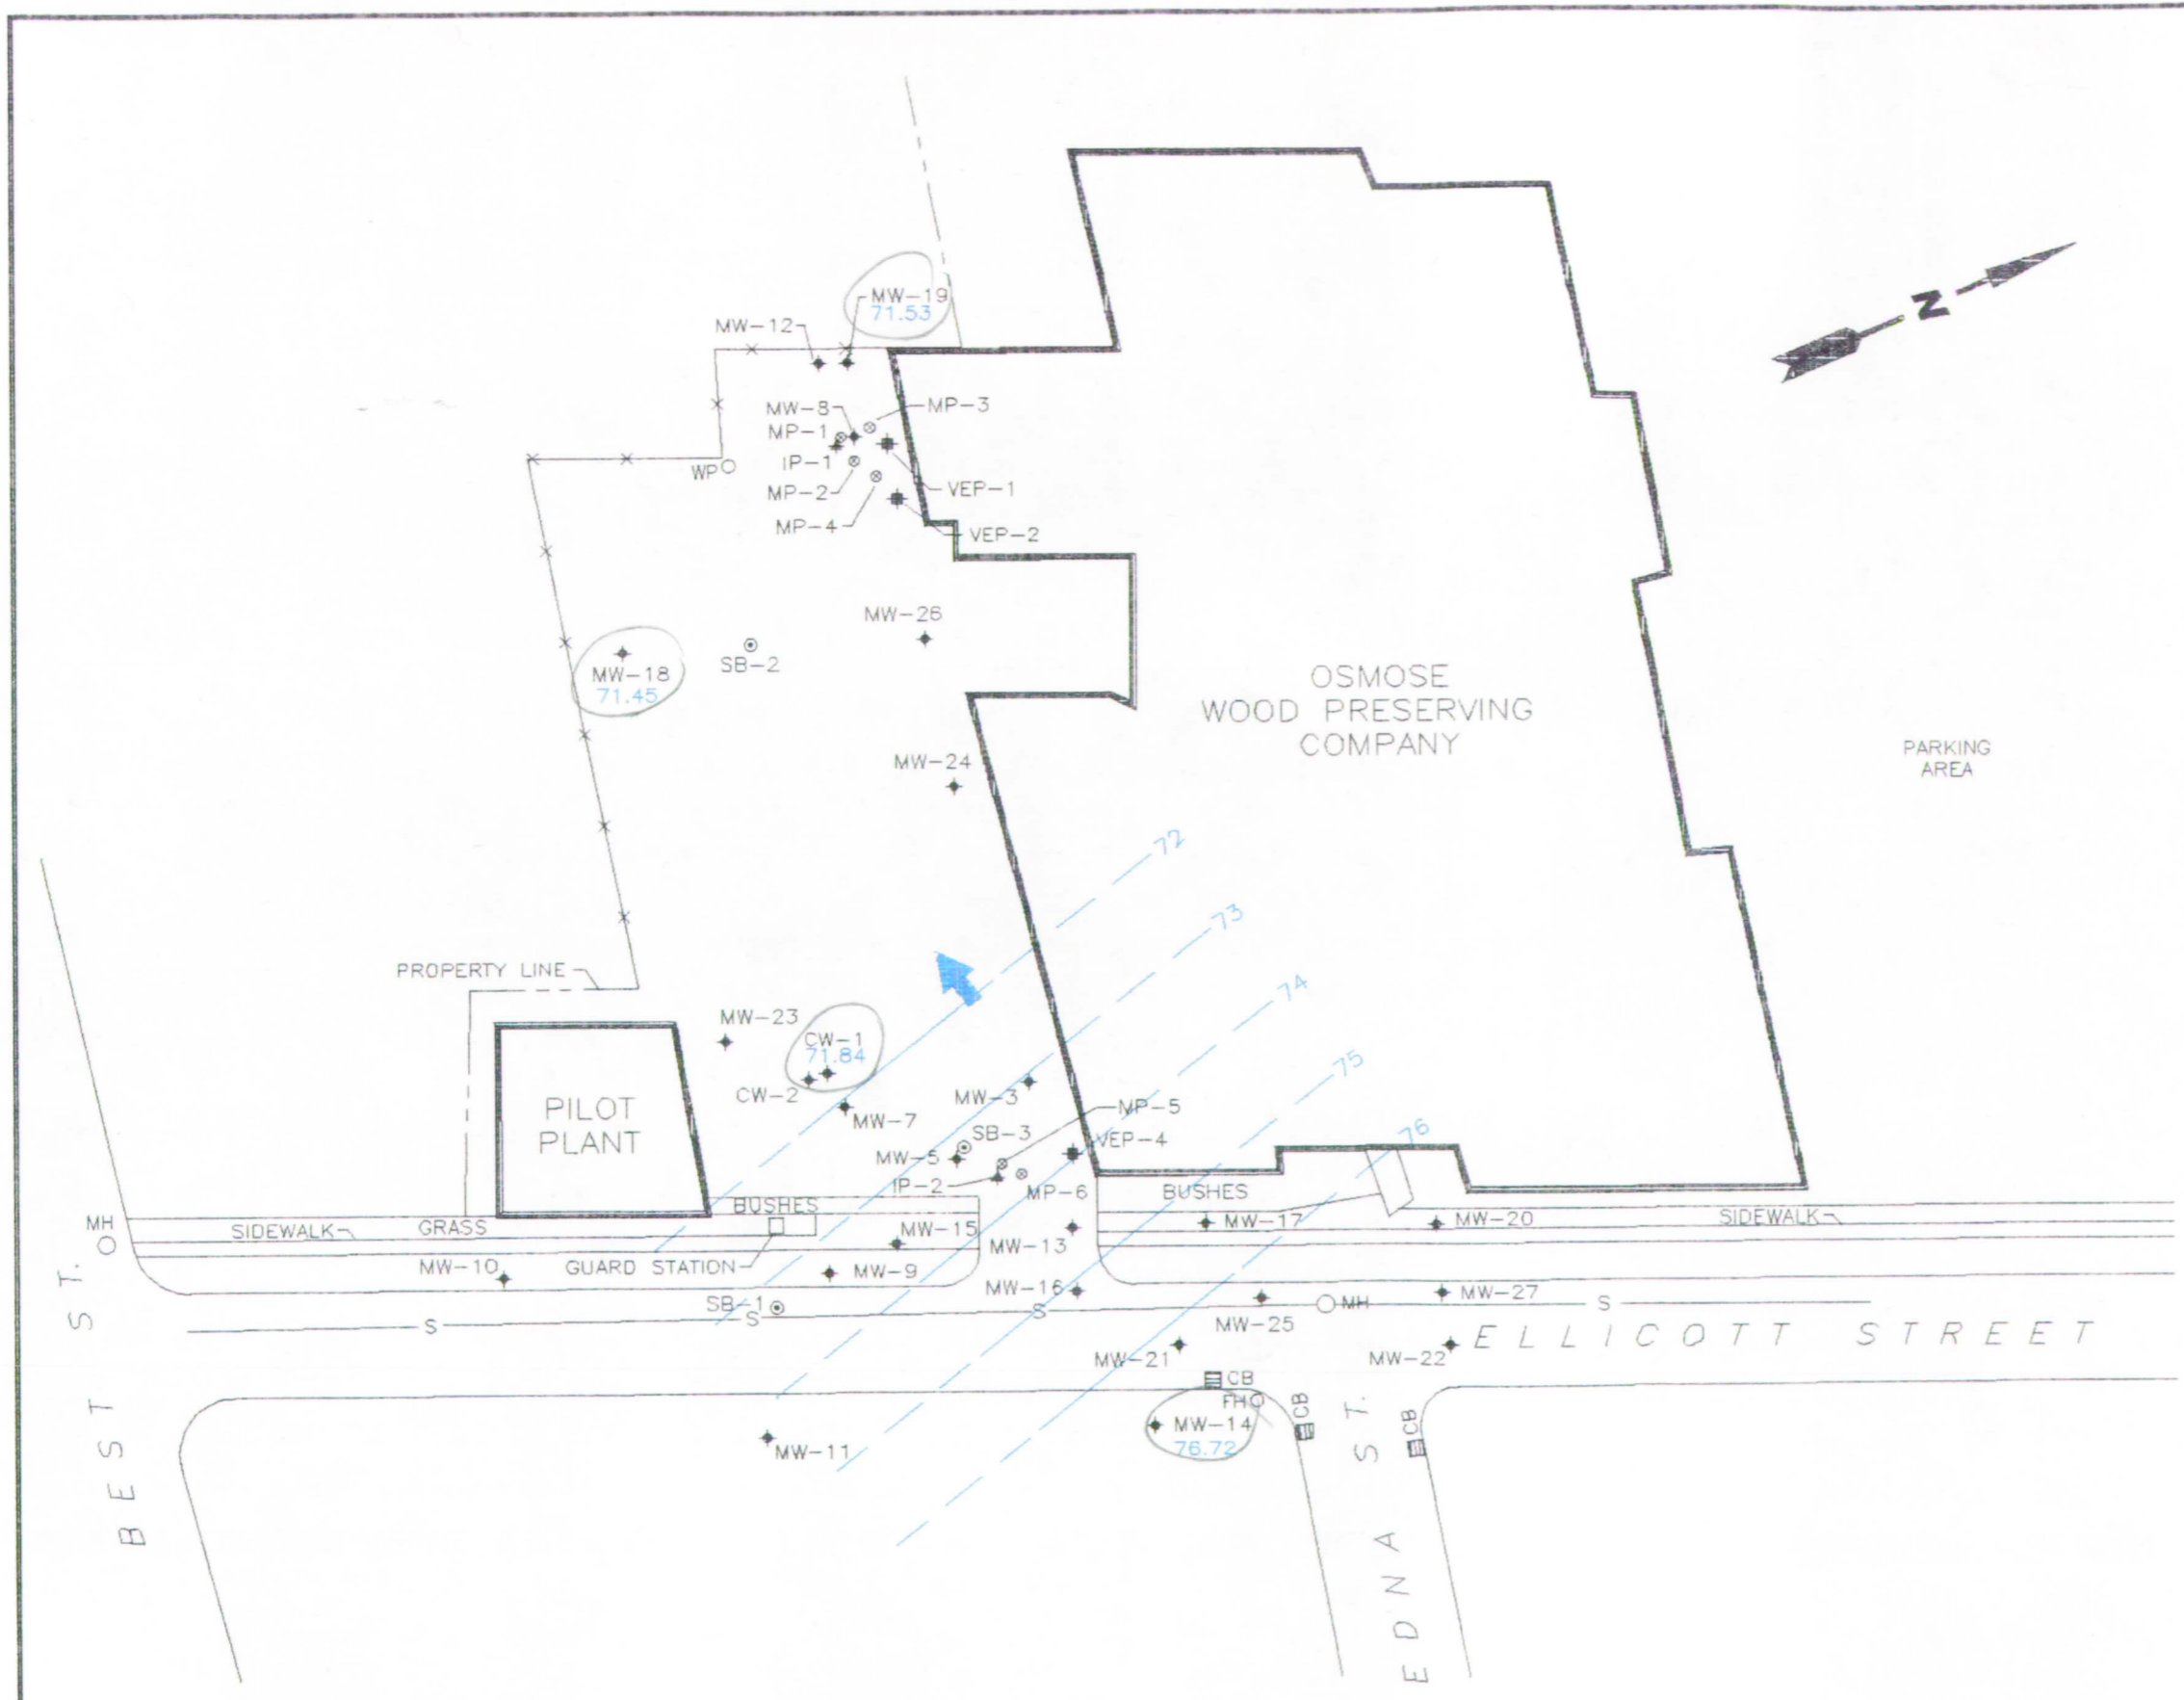 MW-19
71.53
MW-12
N
MW-8
MP-3
MP-1
WP
IP-1
MP-2
VEP-1
MP-4
VEP-2
MW-26
MW-18
71.45
SB-2
OSMOSE
WOOD PRESERVING
COMPANY
MW-24
PARKING
AREA
72
73
PROPERTY LINE
74
MW-23
CW-1
71.84
75
CW-2
MW-3
PILOT
PLANT
MW-7
MP-5
SB-3
VEP-4
76
MW-5
IP-2
MP-6
BUSHES
BUSHES
MH
SIDEWALK
GRASS
MW-15
MW-13
MW-17
MW-20
SIDEWALK
MW-10
GUARD STATION
MW-9
MW-16
SB-1
MH
MW-27
S
S
S
S
MW-25
ELLICOTT STREET
MW-21
MW-22
CB
FH
CB
CB
MW-14
76.72
MW-11
BEST ST.
EDNA ST.